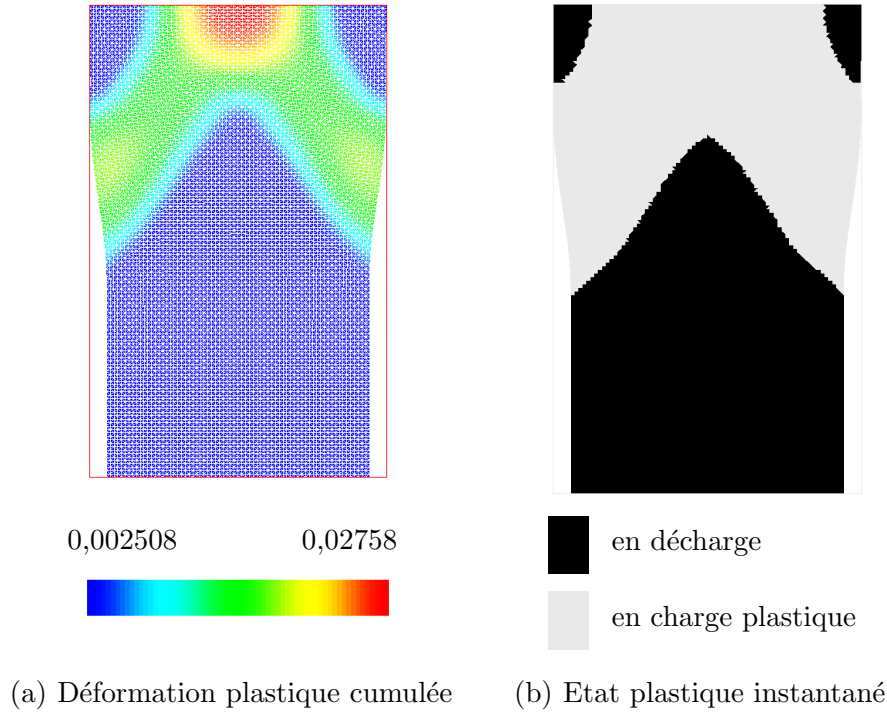 0,002508
0,02758
en décharge
en charge plastique
(a) Déformation plastique cumulée
(b) Etat plastique instantané